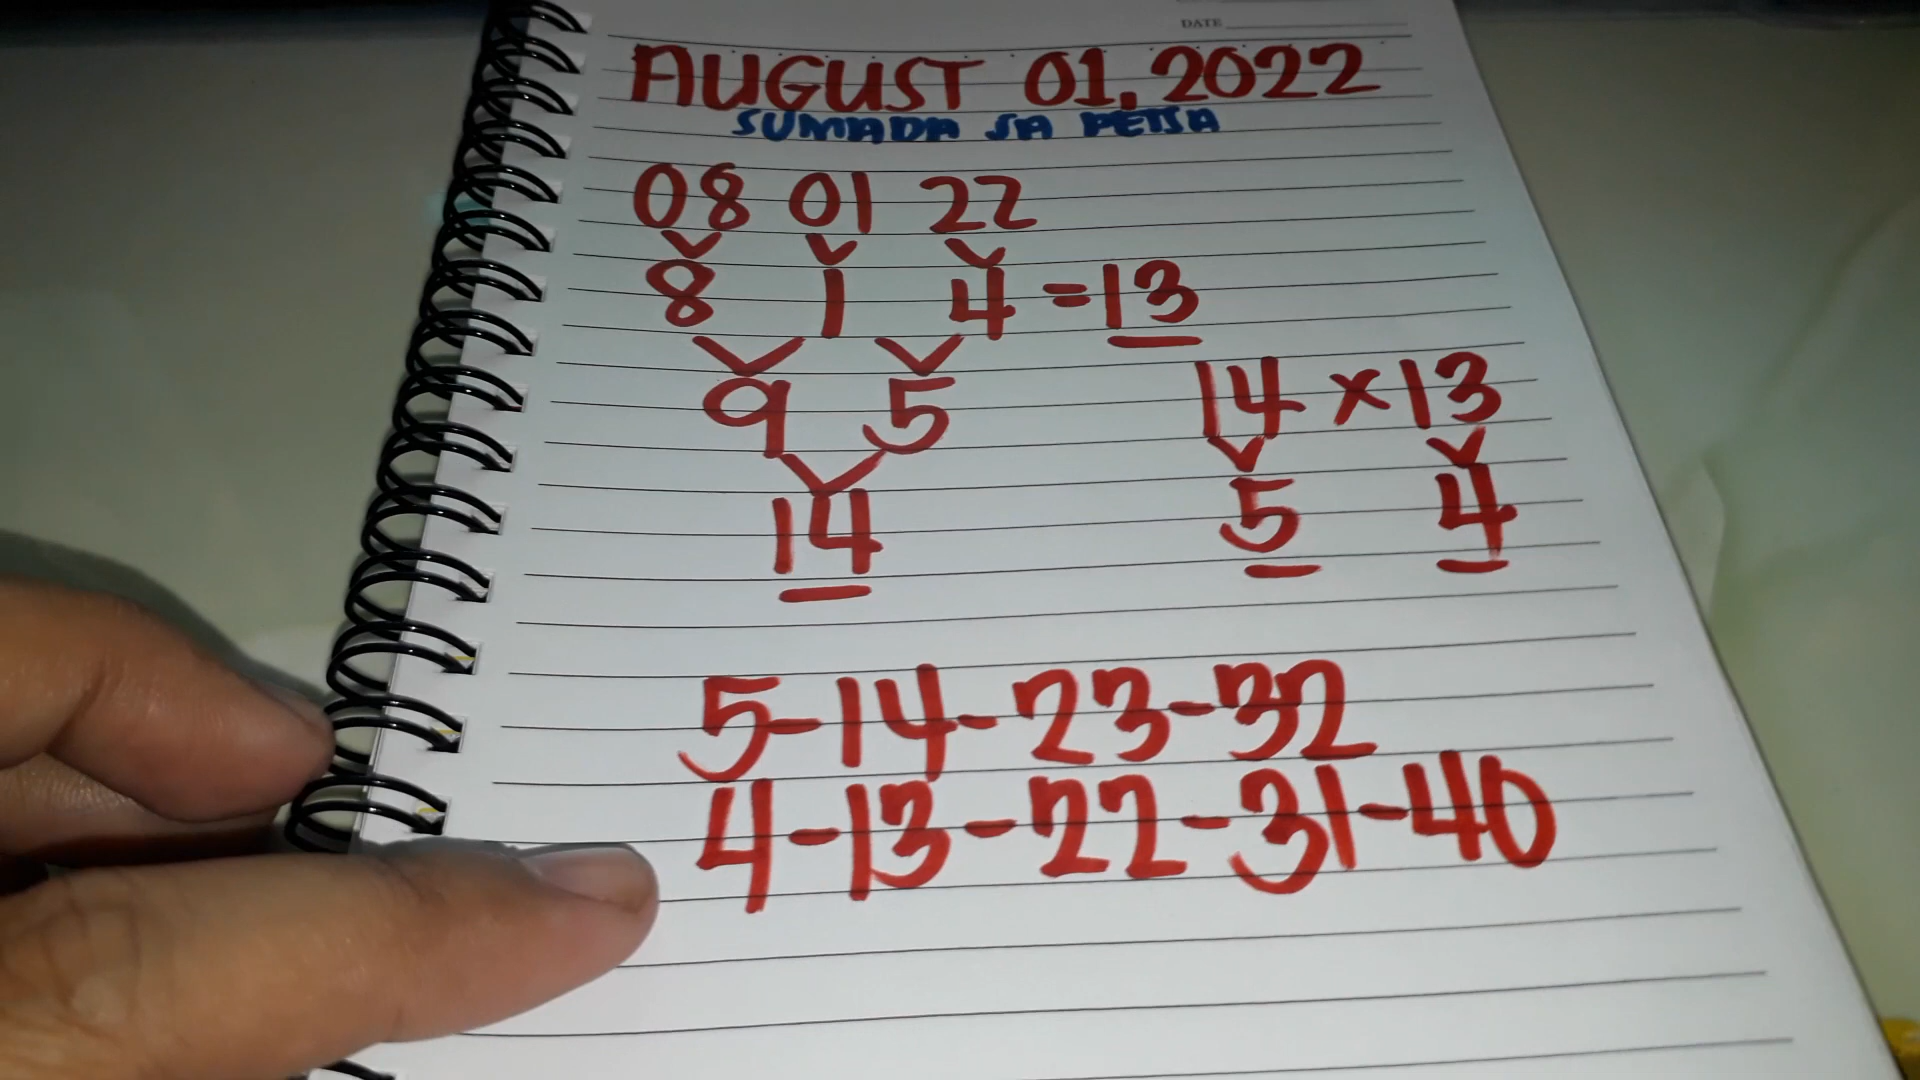 DATE
AUGUST 01, 2022
SUMADA SA PETSA
08 01 22
8 1 4 = 13
9 5
14 x 13
14
5 4
5-14-23-32
4-13-22-31-40